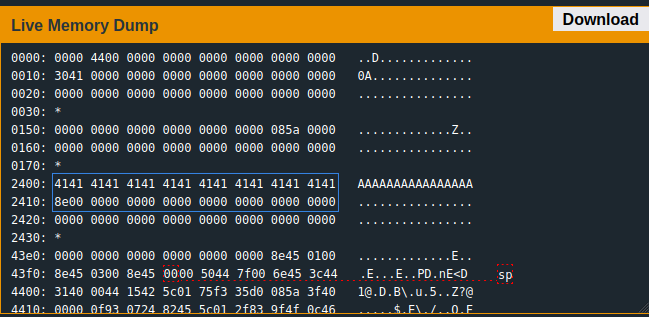 Live Memory Dump
Download
0000: 0000 4400 0000 0000 0000 0000 0000 0000 ..D.............
0010: 3041 0000 0000 0000 0000 0000 0000 0000 0A..............
0020: 0000 0000 0000 0000 0000 0000 0000 0000 ................
0030: *
0150: 0000 0000 0000 0000 0000 0000 085a 0000 .............Z..
0160: 0000 0000 0000 0000 0000 0000 0000 0000 ................
0170: *
2400: 4141 4141 4141 4141 4141 4141 4141 4141 AAAAAAAAAAAAAAAA
2410: 8e00 0000 0000 0000 0000 0000 0000 0000 ................
2420: 0000 0000 0000 0000 0000 0000 0000 0000 ................
2430: *
43e0: 0000 0000 0000 0000 0000 0000 8e45 0100 .............E..
43f0: 8e45 0300 8e45 0000 5044 7f00 6e45 3c44 .E...E..PD.nE<D sp
4400: 3140 0044 1542 5c01 75f3 35d0 085a 3f40 1@.D.B\.u.5..Z?@
4410: 0000 0f93 0724 8245 5c01 2f83 9f4f 0c46 .....$.E\./..O.F